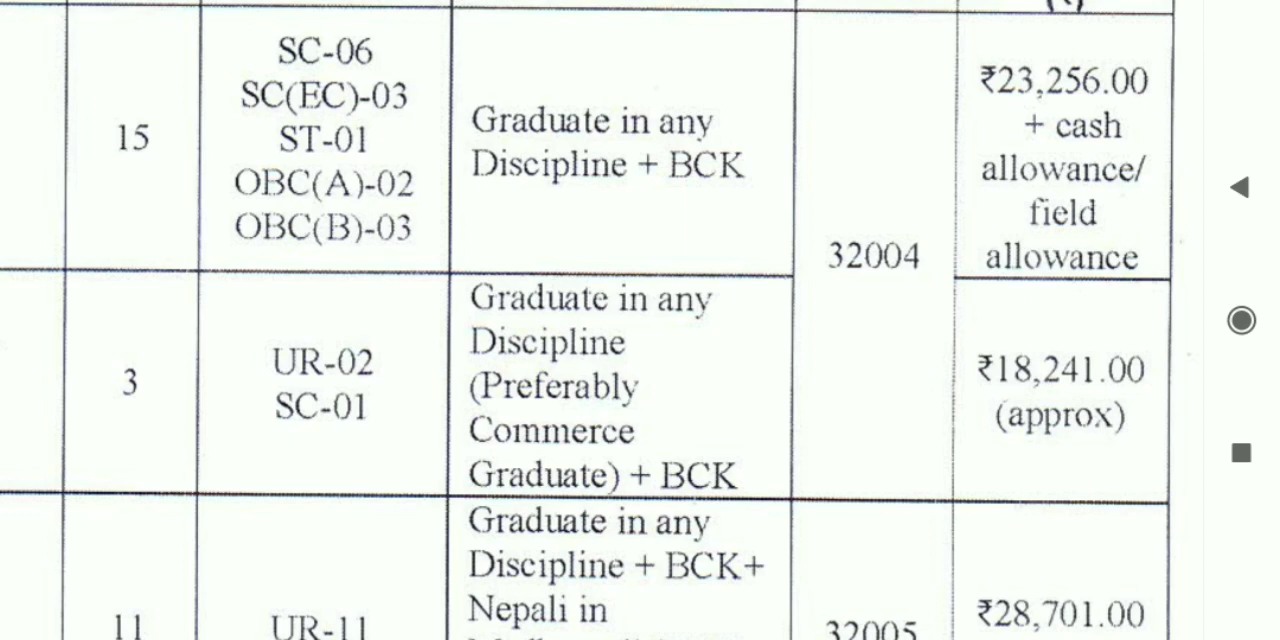 15
SC-06
SC(EC)-03
ST-01
OBC(A)-02
OBC(B)-03
Graduate in any
Discipline + BCK
32004
₹23,256.00
+ cash
allowance/
field
allowance
3
UR-02
SC-01
Graduate in any
Discipline
(Preferably
Commerce
Graduate) + BCK
₹18,241.00
(approx)
11
UR-11
Graduate in any
Discipline + BCK+
Nepali in
32005
₹28,701.00